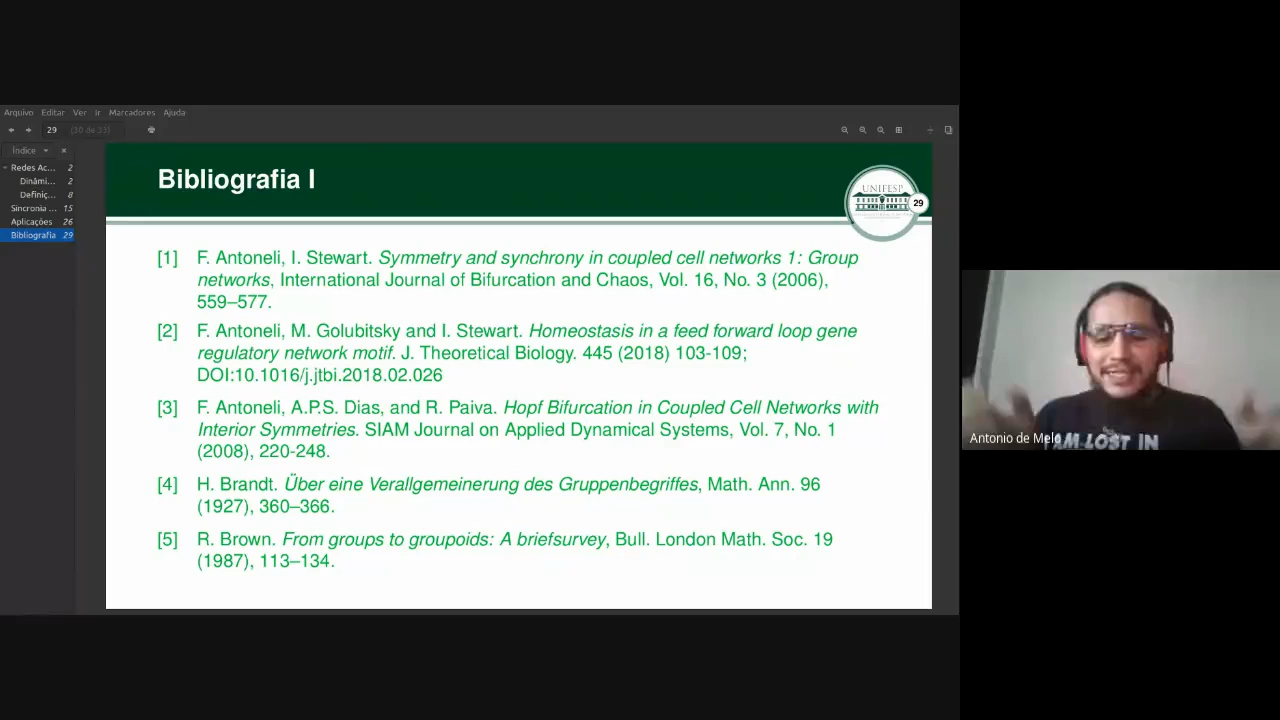 Arquivo Editar Ver Ir Marcadores Ajuda
29 (30 de 33)
Índice
Redes Ac... 2
Dinâmi... 2
Definiç... 8
Sincronia ... 15
Aplicações 26
Bibliografia 29
Bibliografia I
UNIFESP
29
[1] F. Antoneli, I. Stewart. Symmetry and synchrony in coupled cell networks 1: Group
networks, International Journal of Bifurcation and Chaos, Vol. 16, No. 3 (2006),
559–577.
[2] F. Antoneli, M. Golubitsky and I. Stewart. Homeostasis in a feed forward loop gene
regulatory network motif. J. Theoretical Biology. 445 (2018) 103-109;
DOI:10.1016/j.jtbi.2018.02.026
[3] F. Antoneli, A.P.S. Dias, and R. Paiva. Hopf Bifurcation in Coupled Cell Networks with
Interior Symmetries. SIAM Journal on Applied Dynamical Systems, Vol. 7, No. 1
(2008), 220-248.
[4] H. Brandt. Über eine Verallgemeinerung des Gruppenbegriffes, Math. Ann. 96
(1927), 360–366.
[5] R. Brown. From groups to groupoids: A briefsurvey, Bull. London Math. Soc. 19
(1987), 113–134.
Antonio de Melo
AM LOST IN